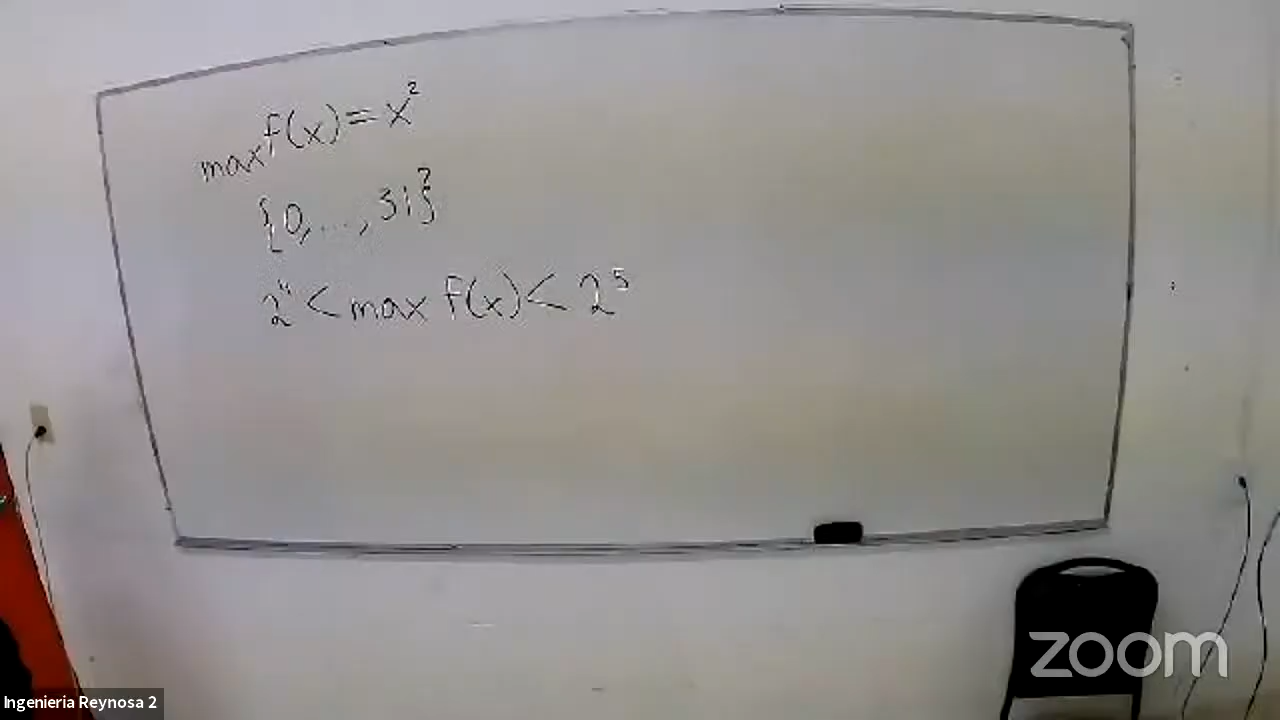 max f(x) = x²
{0, ..., 31}
2⁴ < max f(x) < 2⁵
zoom
Ingenieria Reynosa 2